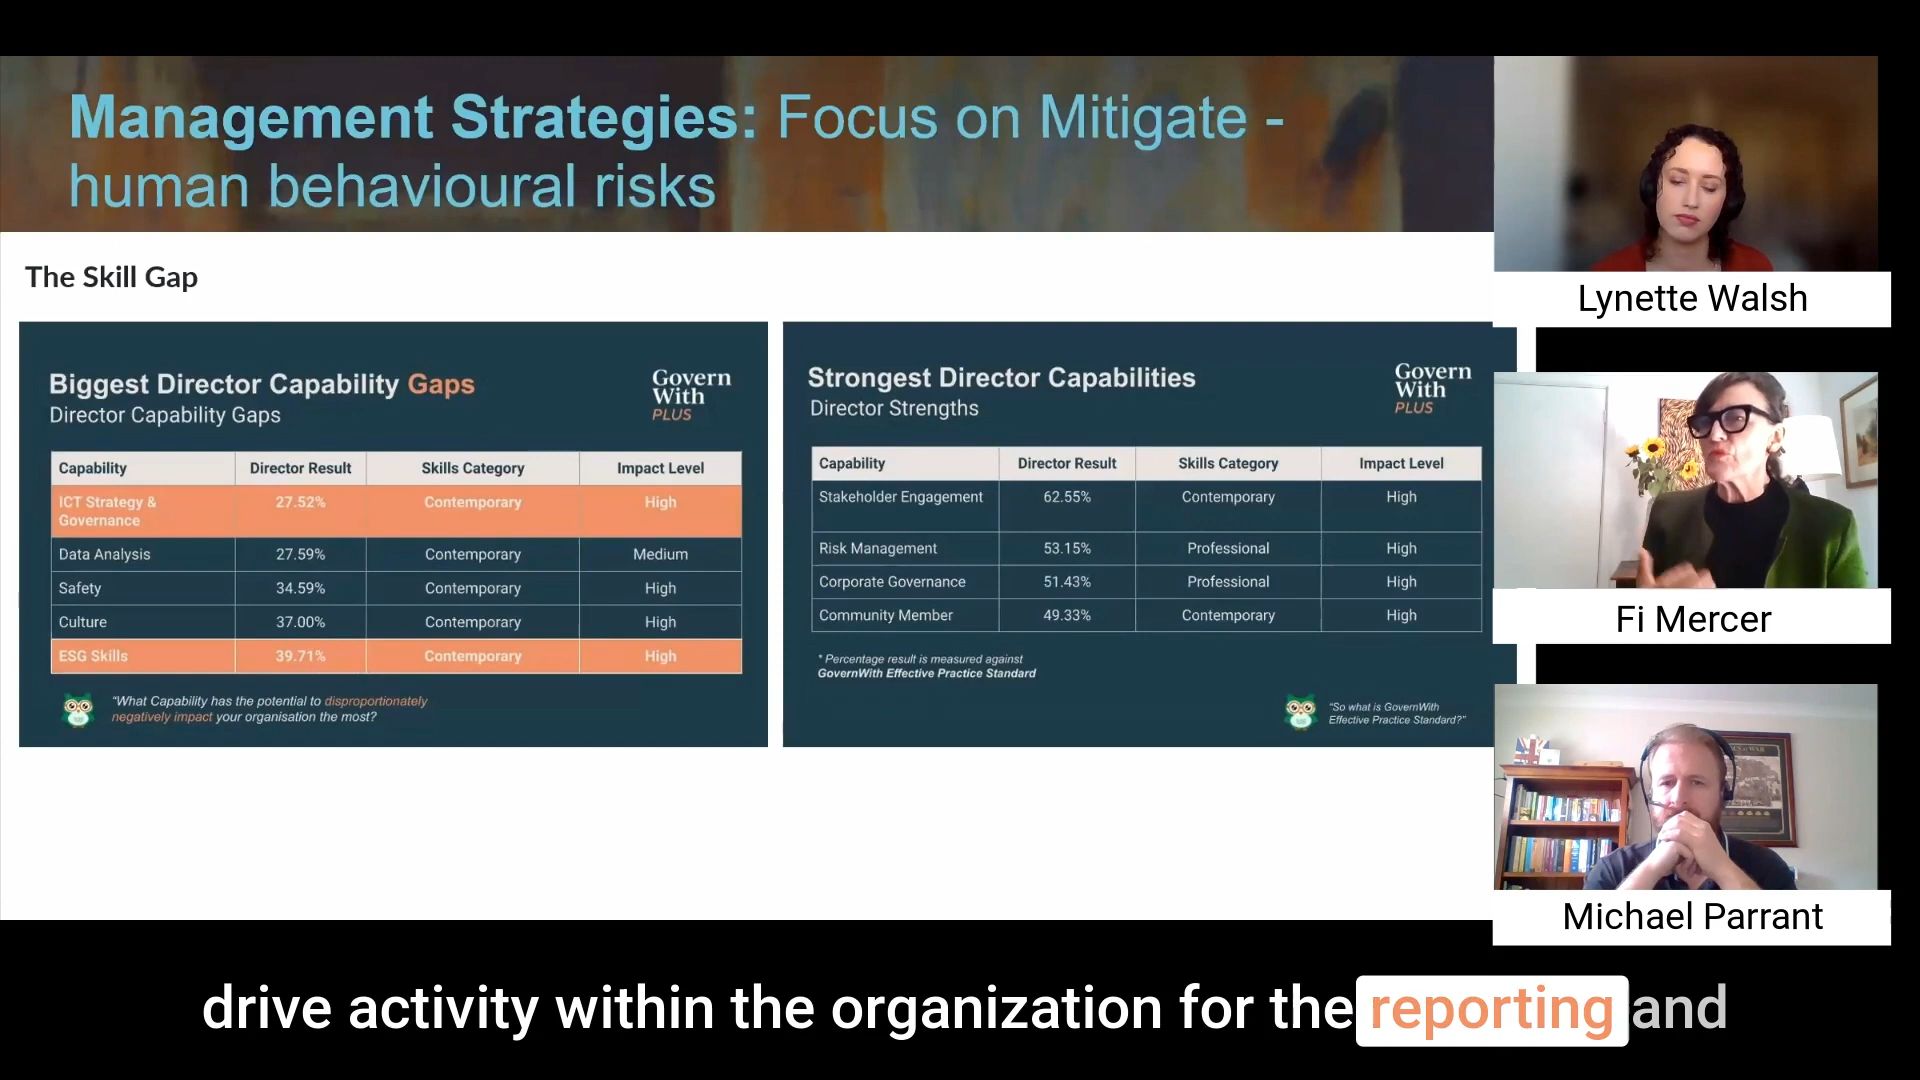 Management Strategies: Focus on Mitigate -
human behavioural risks
The Skill Gap
Biggest Director Capability Gaps
Director Capability Gaps
Govern
With
PLUS
Capability Director Result Skills Category Impact Level
ICT Strategy & 27.52% Contemporary High
Governance
Data Analysis 27.59% Contemporary Medium
Safety 34.59% Contemporary High
Culture 37.00% Contemporary High
ESG Skills 39.71% Contemporary High
"What Capability has the potential to disproportionately
negatively impact your organisation the most?
Strongest Director Capabilities
Director Strengths
Govern
With
PLUS
Capability Director Result Skills Category Impact Level
Stakeholder Engagement 62.55% Contemporary High
Risk Management 53.15% Professional High
Corporate Governance 51.43% Professional High
Community Member 49.33% Contemporary High
* Percentage result is measured against
GovernWith Effective Practice Standard
"So what is GovernWith
Effective Practice Standard?"
Lynette Walsh
Fi Mercer
Michael Parrant
drive activity within the organization for the reporting and